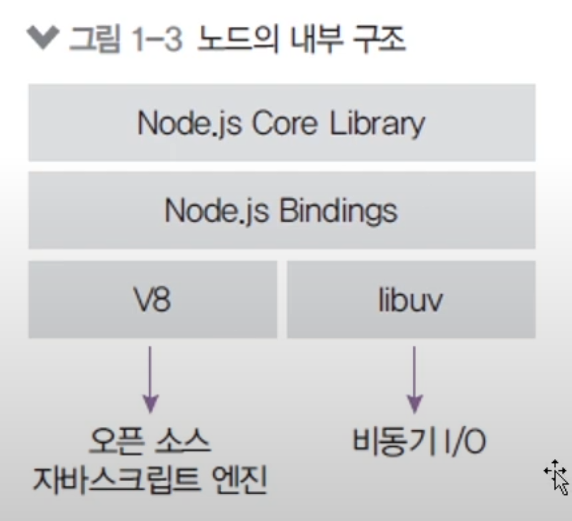 그림 1-3 노드의 내부 구조
Node.js Core Library
Node.js Bindings
V8 libuv
오픈 소스 비동기 I/O
자바스크립트 엔진